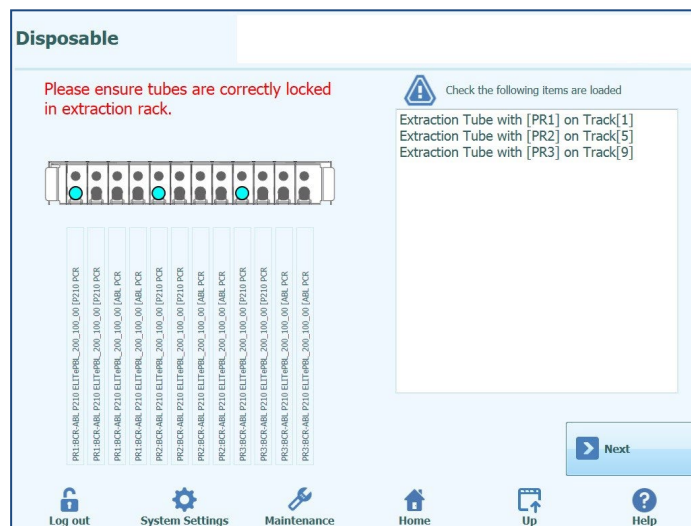 Disposable
Please ensure tubes are correctly locked
in extraction rack.
Check the following items are loaded
Extraction Tube with [PR1] on Track[1]
Extraction Tube with [PR2] on Track[5]
Extraction Tube with [PR3] on Track[9]
PR1:BCR-ABL P210 ELITePBL_200_100_00 [P210 PCR
PR1:BCR-ABL P210 ELITePBL_200_100_00 [P210 PCR
PR1:BCR-ABL P210 ELITePBL_200_100_00 [ABL PCR
PR1:BCR-ABL P210 ELITePBL_200_100_00 [ABL PCR
PR2:BCR-ABL P210 ELITePBL_200_100_00 [P210 PCR
PR2:BCR-ABL P210 ELITePBL_200_100_00 [P210 PCR
PR2:BCR-ABL P210 ELITePBL_200_100_00 [ABL PCR
PR2:BCR-ABL P210 ELITePBL_200_100_00 [ABL PCR
PR3:BCR-ABL P210 ELITePBL_200_100_00 [P210 PCR
PR3:BCR-ABL P210 ELITePBL_200_100_00 [P210 PCR
PR3:BCR-ABL P210 ELITePBL_200_100_00 [ABL PCR
PR3:BCR-ABL P210 ELITePBL_200_100_00 [ABL PCR
Next
Log out
System Settings
Maintenance
Home
Up
Help